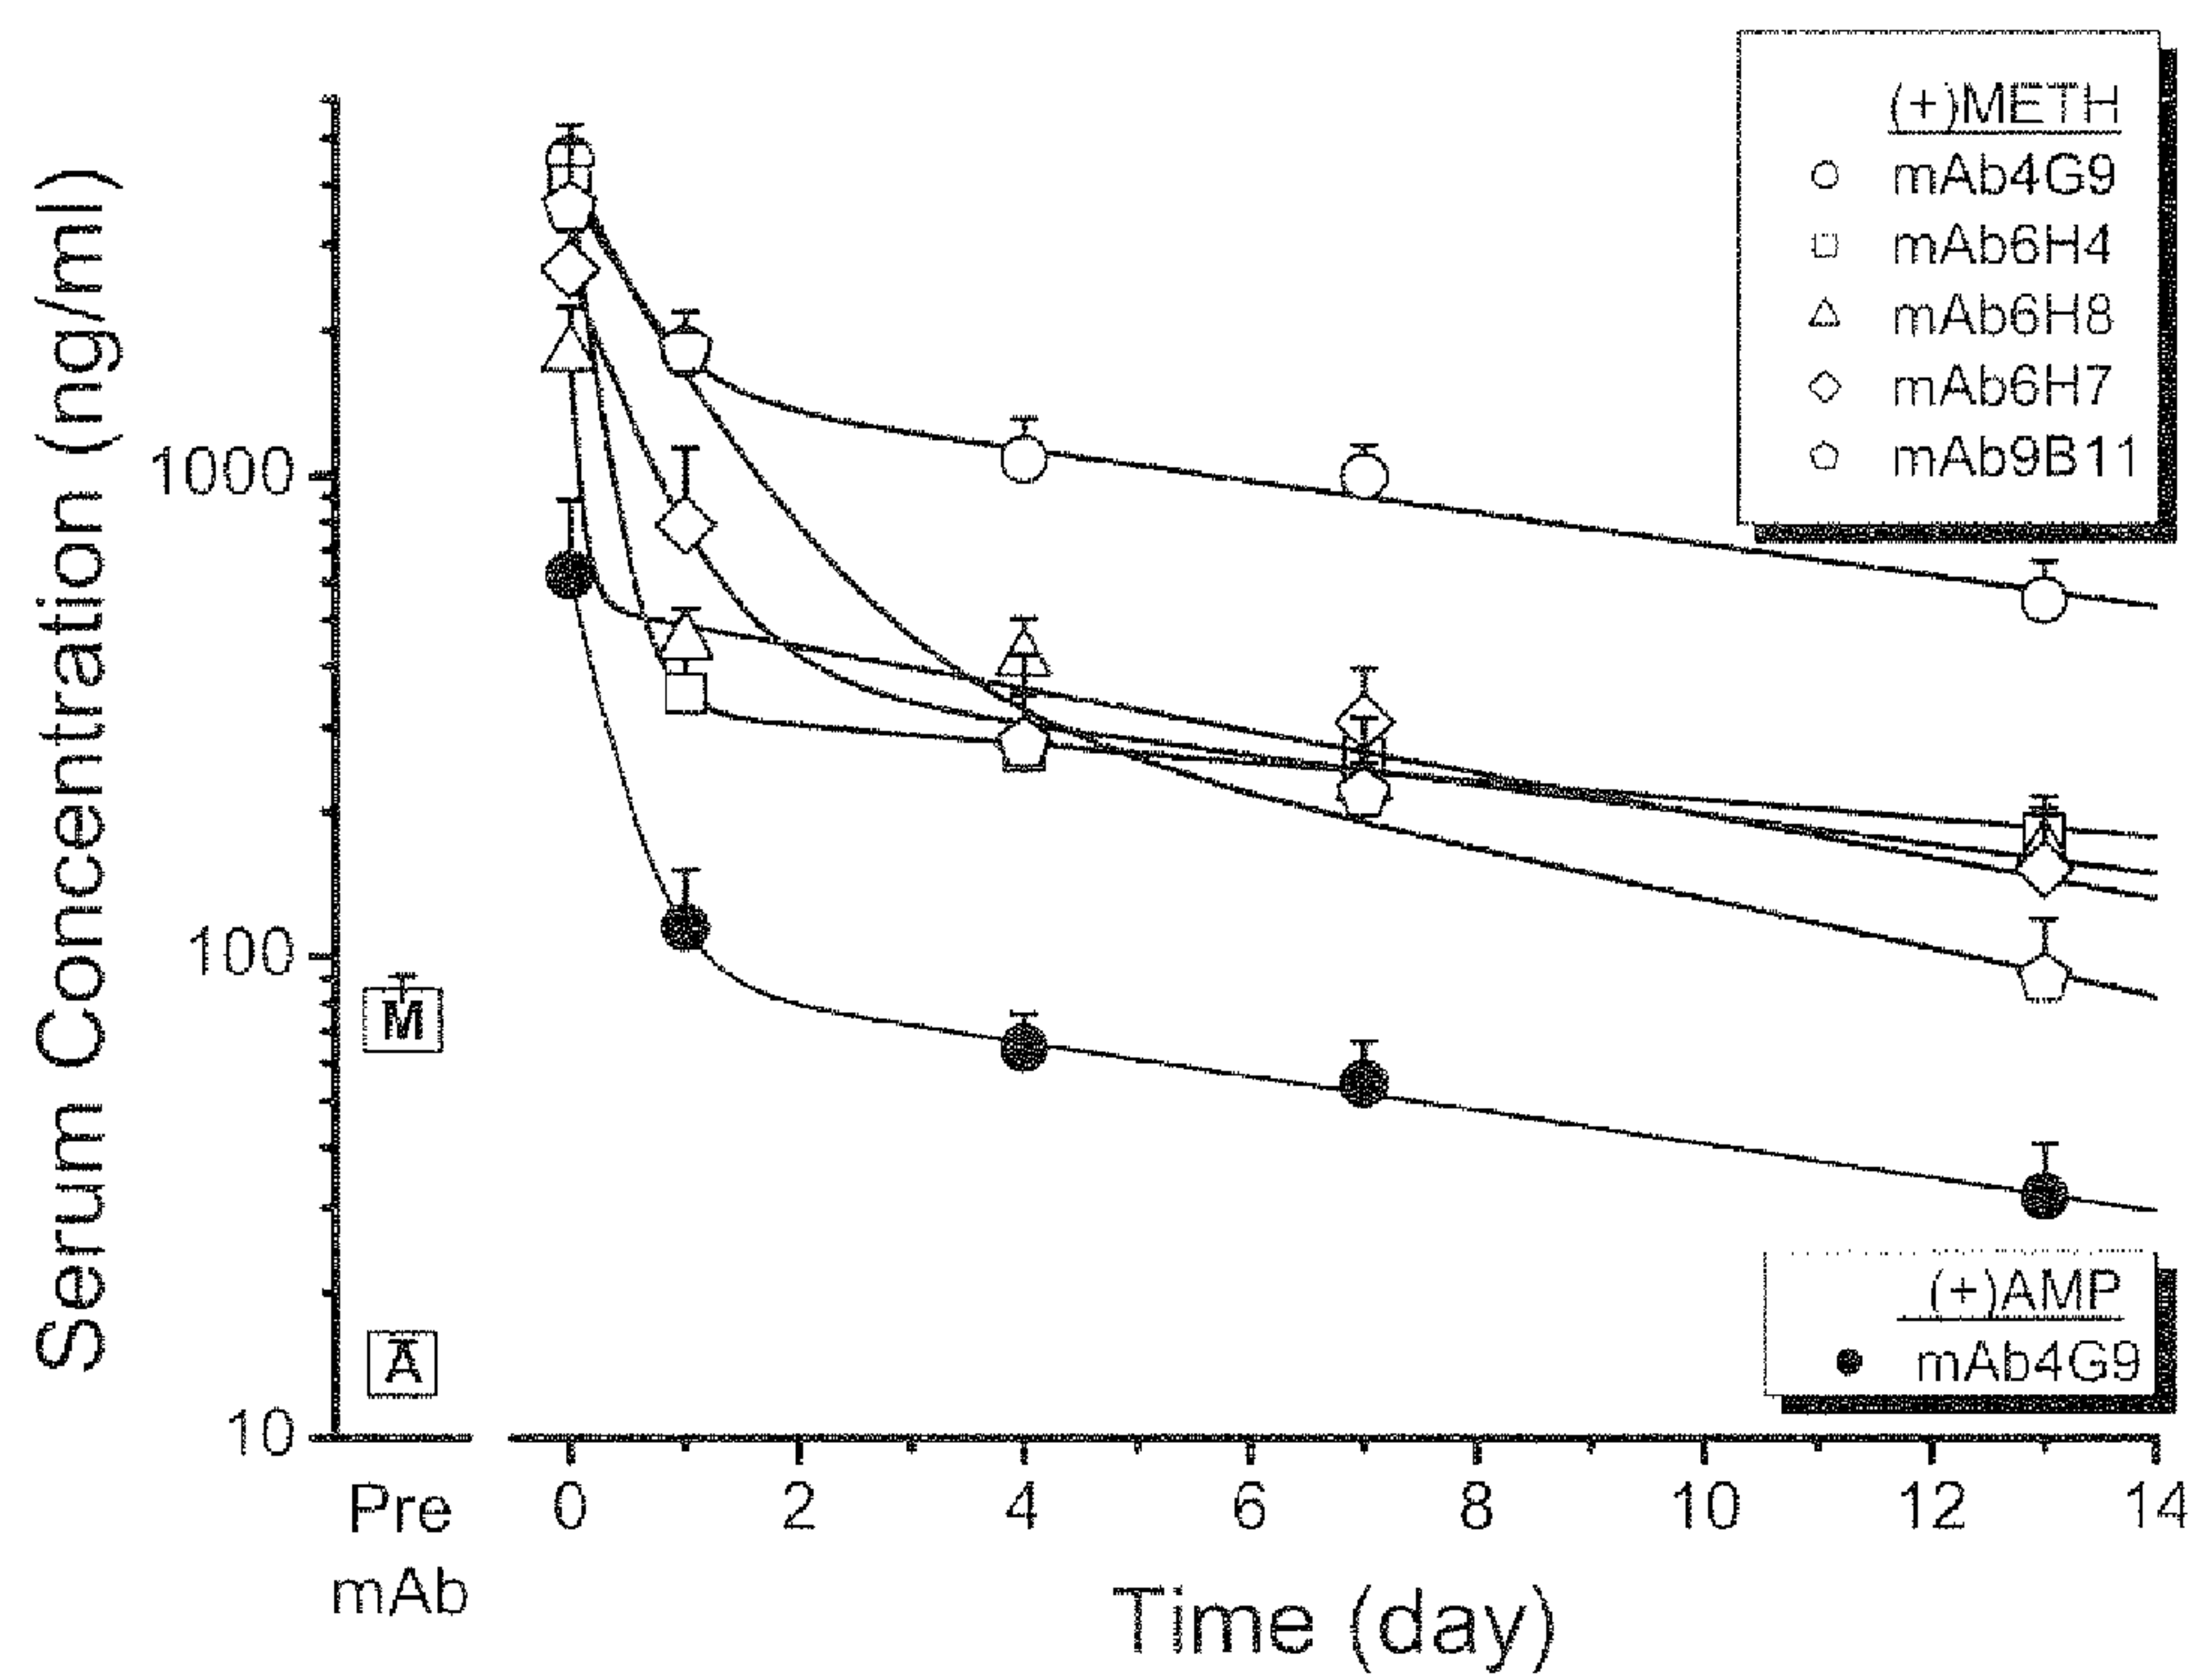 Serum Concentration (ng/ml)
1000
100
10
M
A
(+)METH
mAb4G9
mAb6H4
mAb6H8
mAb6H7
mAb9B11
(+)AMP
mAb4G9
Pre
mAb
0 2 4 6 8 10 12 14
Time (day)